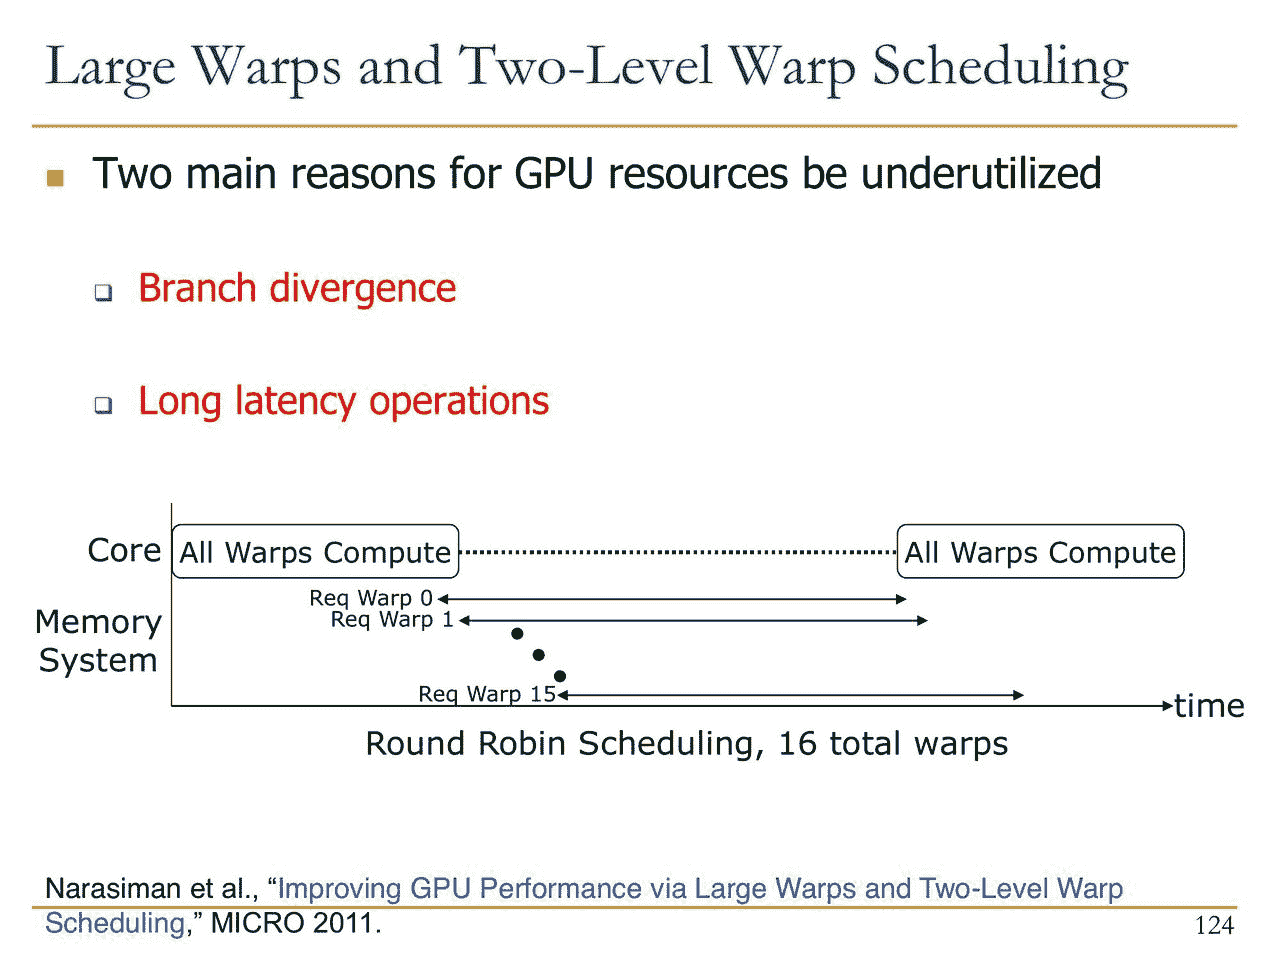 Large Warps and Two-Level Warp Scheduling
Two main reasons for GPU resources be underutilized
Branch divergence
Long latency operations
Core
All Warps Compute
All Warps Compute
Memory
System
Req Warp 0
Req Warp 1
Req Warp 15
time
Round Robin Scheduling, 16 total warps
Narasiman et al., “Improving GPU Performance via Large Warps and Two-Level Warp
Scheduling,” MICRO 2011.
124